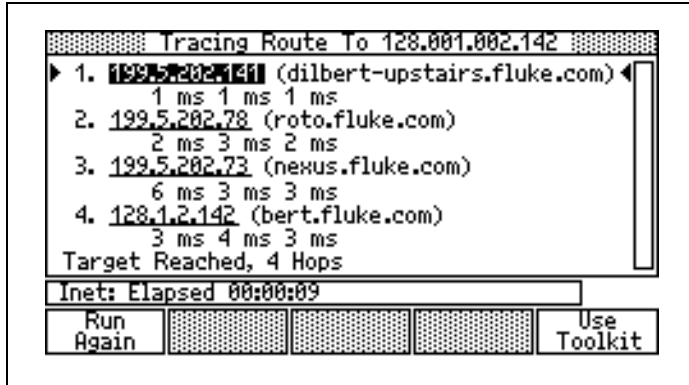 Tracing Route To 128.001.002.142
1. 199.5.202.141 (dilbert-upstairs.fluke.com)
1 ms 1 ms 1 ms
2. 199.5.202.78 (roto.fluke.com)
2 ms 3 ms 2 ms
3. 199.5.202.73 (nexus.fluke.com)
6 ms 3 ms 3 ms
4. 128.1.2.142 (bert.fluke.com)
3 ms 4 ms 3 ms
Target Reached, 4 Hops
Inet: Elapsed 00:00:09
Run Again
Use Toolkit